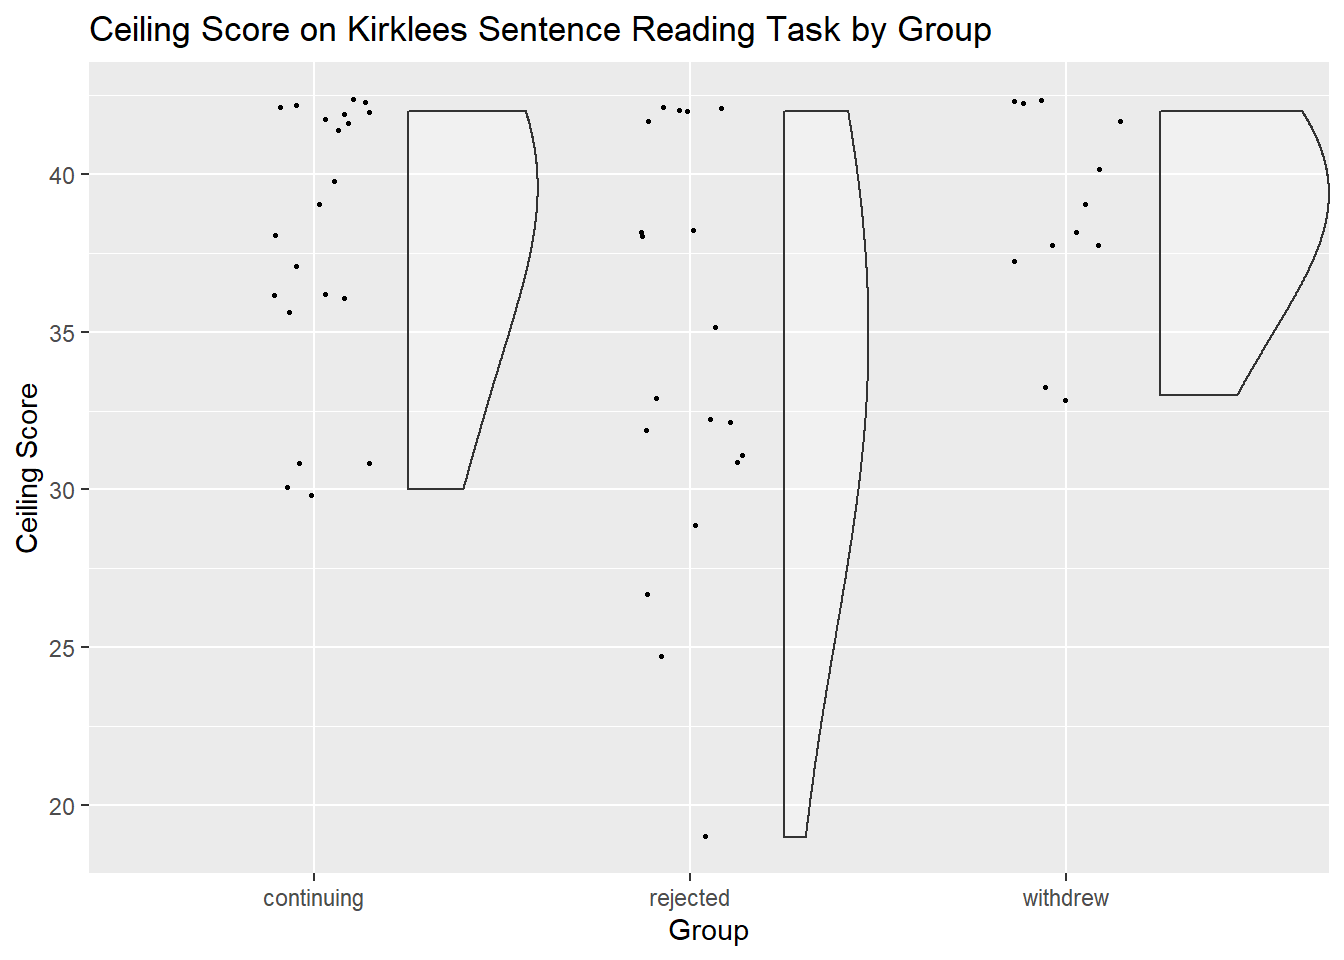 Ceiling Score on Kirklees Sentence Reading Task by Group
Ceiling Score
40
35
30
25
20
continuing
rejected
withdrew
Group